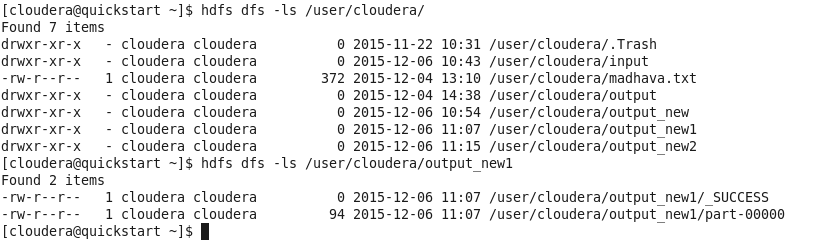 [cloudera@quickstart ~]$ hdfs dfs -ls /user/cloudera/
Found 7 items
drwxr-xr-x   - cloudera cloudera          0 2015-11-22 10:31 /user/cloudera/.Trash
drwxr-xr-x   - cloudera cloudera          0 2015-12-06 10:43 /user/cloudera/input
-rw-r--r--   1 cloudera cloudera        372 2015-12-04 13:10 /user/cloudera/madhava.txt
drwxr-xr-x   - cloudera cloudera          0 2015-12-04 14:38 /user/cloudera/output
drwxr-xr-x   - cloudera cloudera          0 2015-12-06 10:54 /user/cloudera/output_new
drwxr-xr-x   - cloudera cloudera          0 2015-12-06 11:07 /user/cloudera/output_new1
drwxr-xr-x   - cloudera cloudera          0 2015-12-06 11:15 /user/cloudera/output_new2
[cloudera@quickstart ~]$ hdfs dfs -ls /user/cloudera/output_new1
Found 2 items
-rw-r--r--   1 cloudera cloudera          0 2015-12-06 11:07 /user/cloudera/output_new1/_SUCCESS
-rw-r--r--   1 cloudera cloudera         94 2015-12-06 11:07 /user/cloudera/output_new1/part-00000
[cloudera@quickstart ~]$